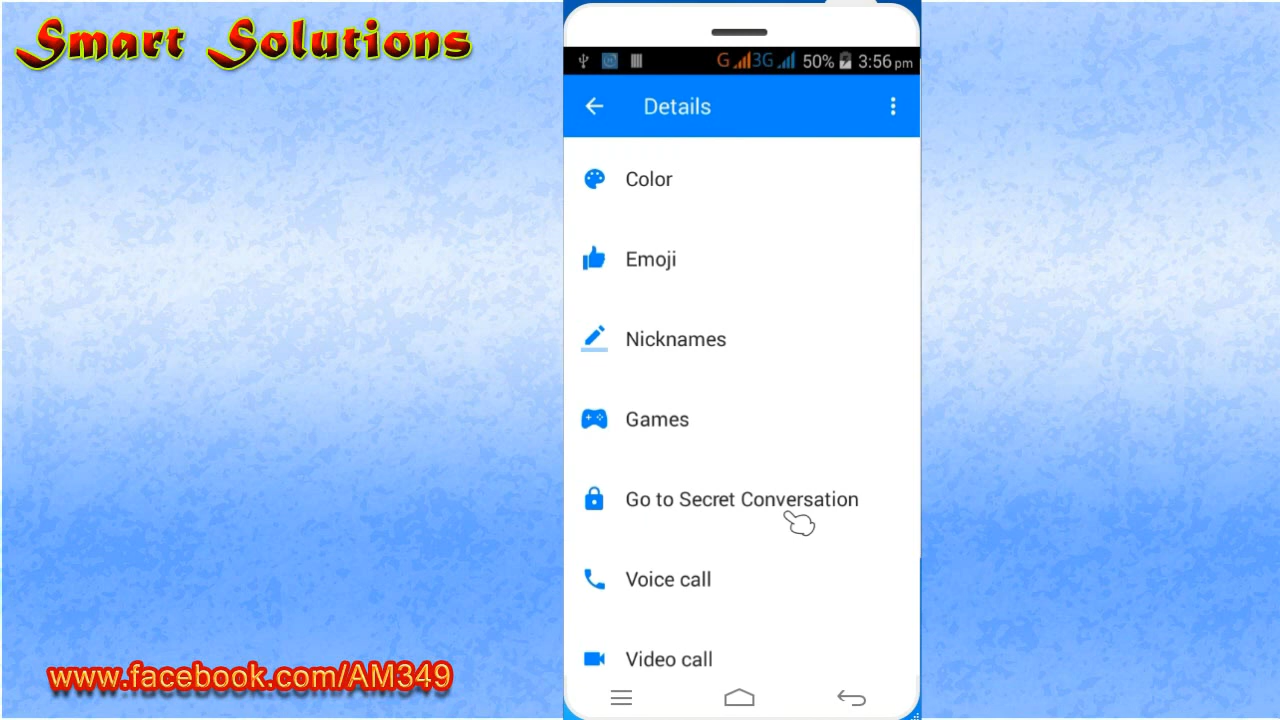 Smart Solutions
G 3G 50% 3:56 pm
Details
Color
Emoji
Nicknames
Games
Go to Secret Conversation
Voice call
Video call
www.facebook.com/AM349